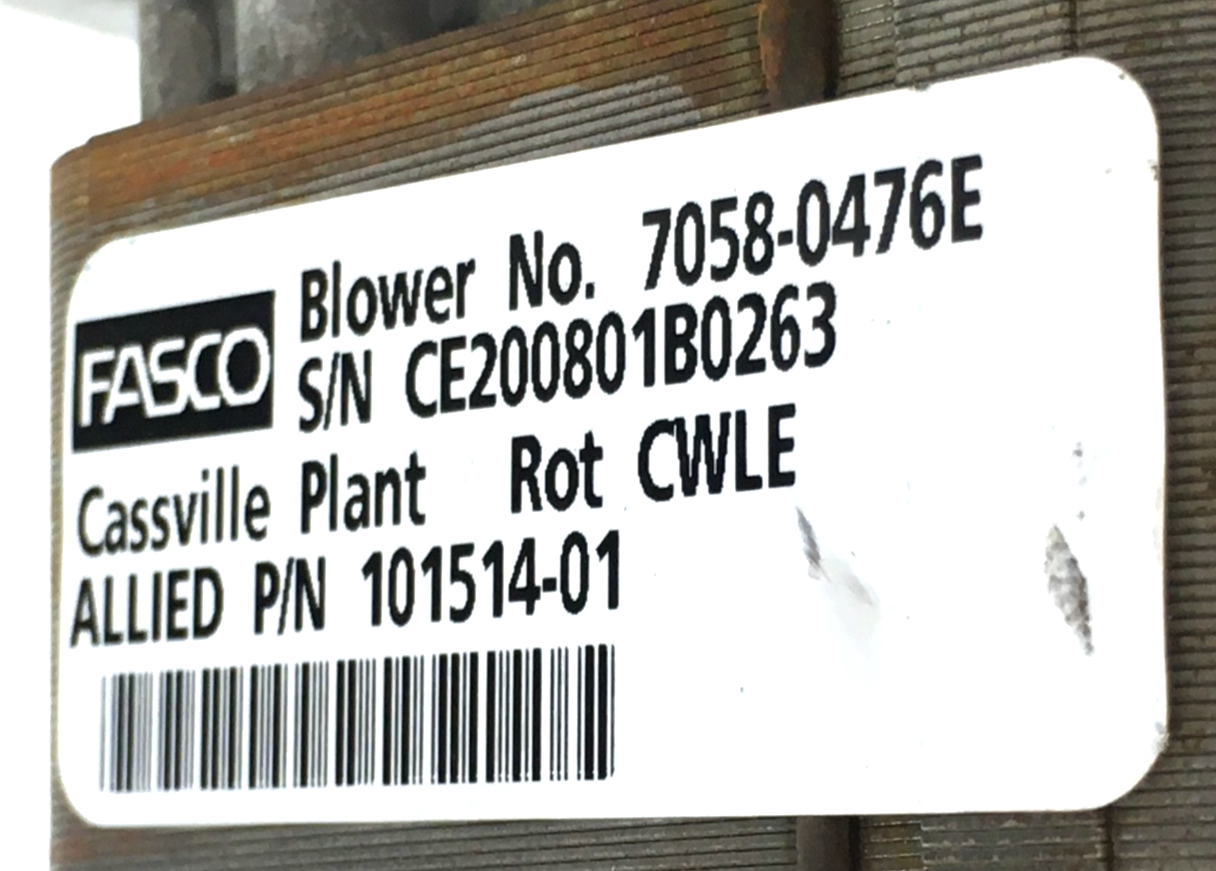 FASCO
Blower No. 7058-0476E
S/N CE200801B0263
Cassville Plant Rot CWLE
ALLIED P/N 101514-01